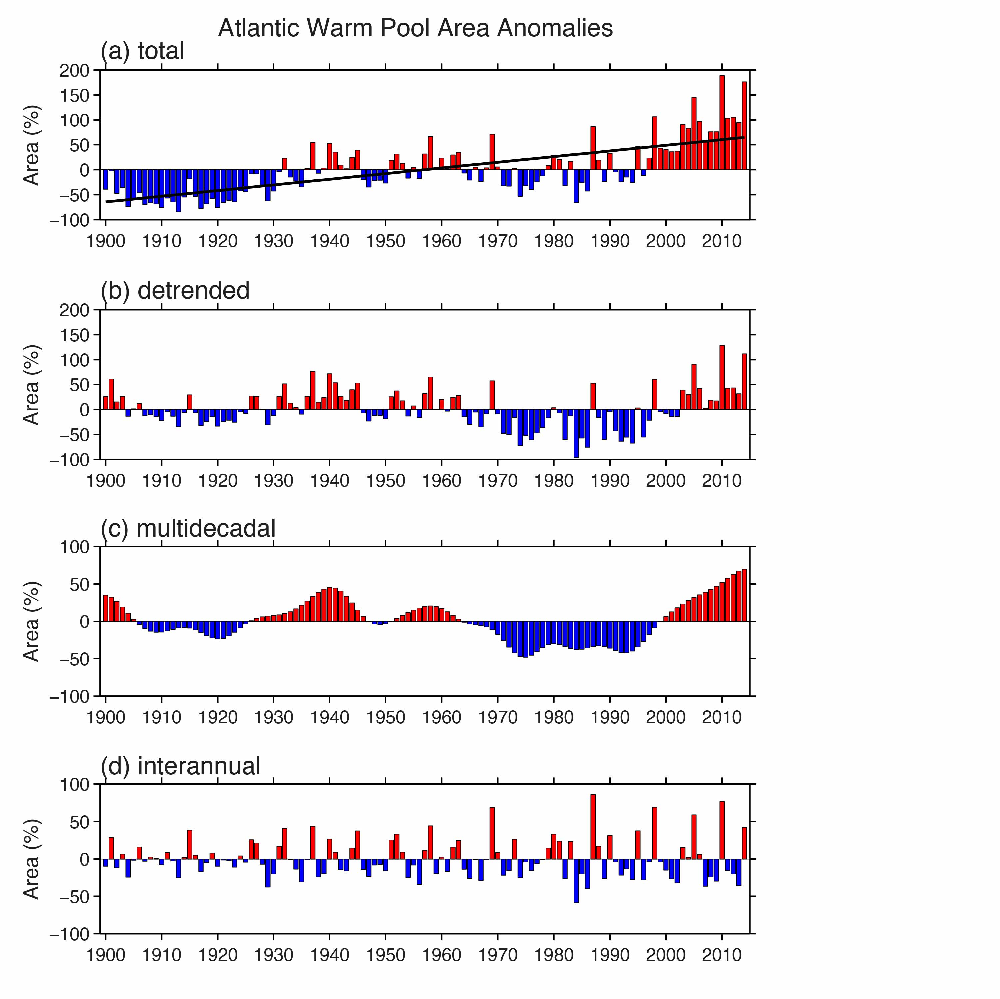 Atlantic Warm Pool Area Anomalies
(a) total
200
150
100
50
0
−50
−100
Area (%)
1900 1910 1920 1930 1940 1950 1960 1970 1980 1990 2000 2010
(b) detrended
200
150
100
50
0
−50
−100
Area (%)
1900 1910 1920 1930 1940 1950 1960 1970 1980 1990 2000 2010
(c) multidecadal
100
50
0
−50
−100
Area (%)
1900 1910 1920 1930 1940 1950 1960 1970 1980 1990 2000 2010
(d) interannual
100
50
0
−50
−100
Area (%)
1900 1910 1920 1930 1940 1950 1960 1970 1980 1990 2000 2010